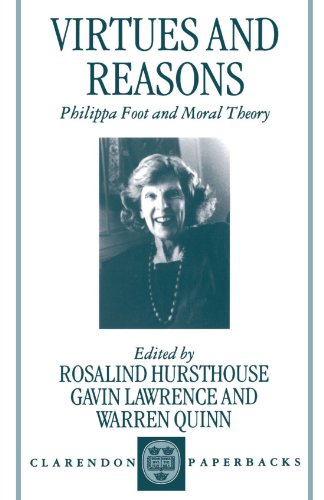 VIRTUES AND
REASONS
Philippa Foot and Moral Theory
Edited by
ROSALIND HURSTHOUSE
GAVIN LAWRENCE AND
WARREN QUINN
CLARENDON PAPERBACKS